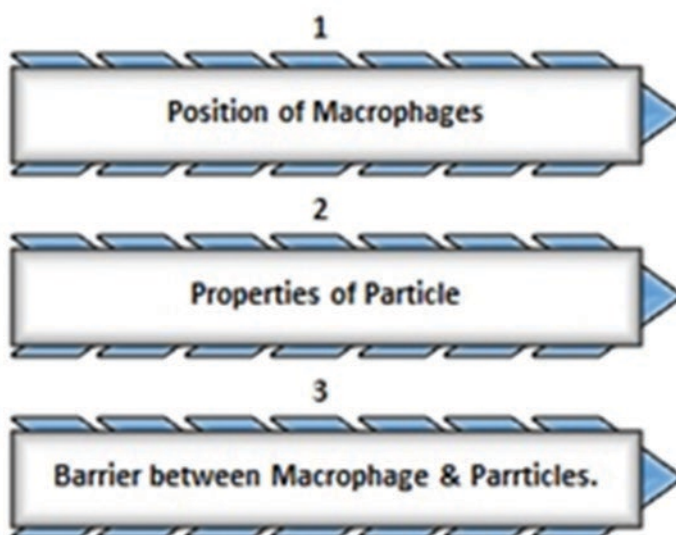 1
Position of Macrophages
2
Properties of Particle
3
Barrier between Macrophage & Parrticles.